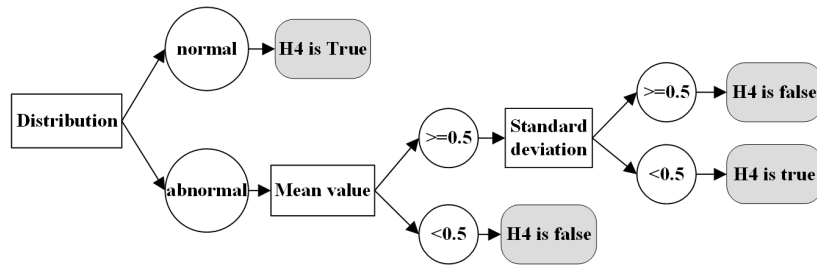 normal
H4 is True
Distribution
abnormal
Mean value
>=0.5
Standard
deviation
>=0.5
H4 is false
<0.5
H4 is true
<0.5
H4 is false